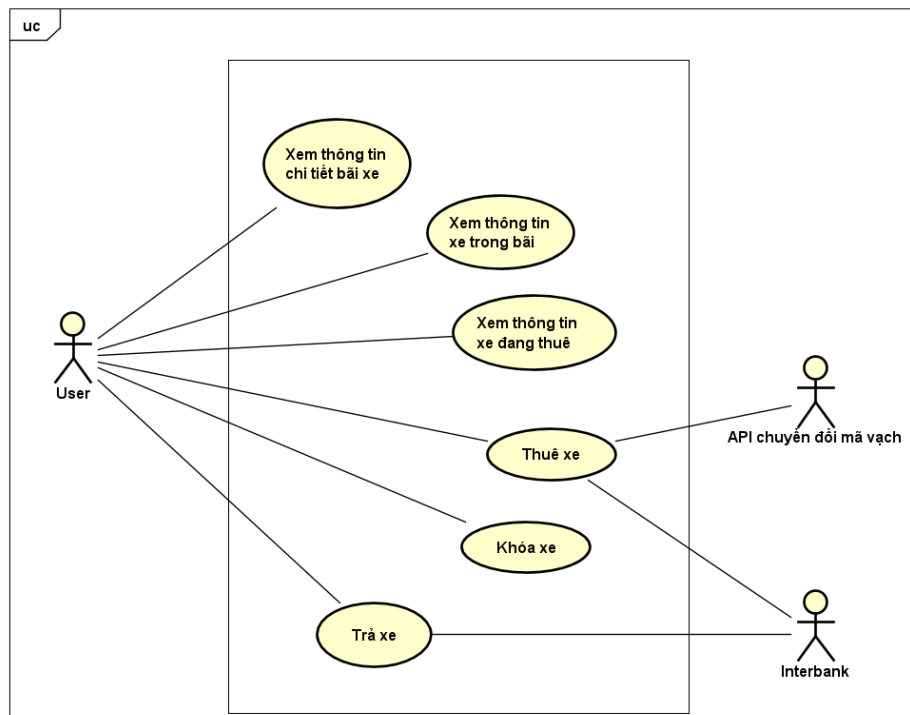 uc
Xem thông tin
chi tiết bãi xe
Xem thông tin
xe trong bãi
Xem thông tin
xe đang thuê
User
API chuyển đổi mã vạch
Thuê xe
Khóa xe
Trả xe
Interbank